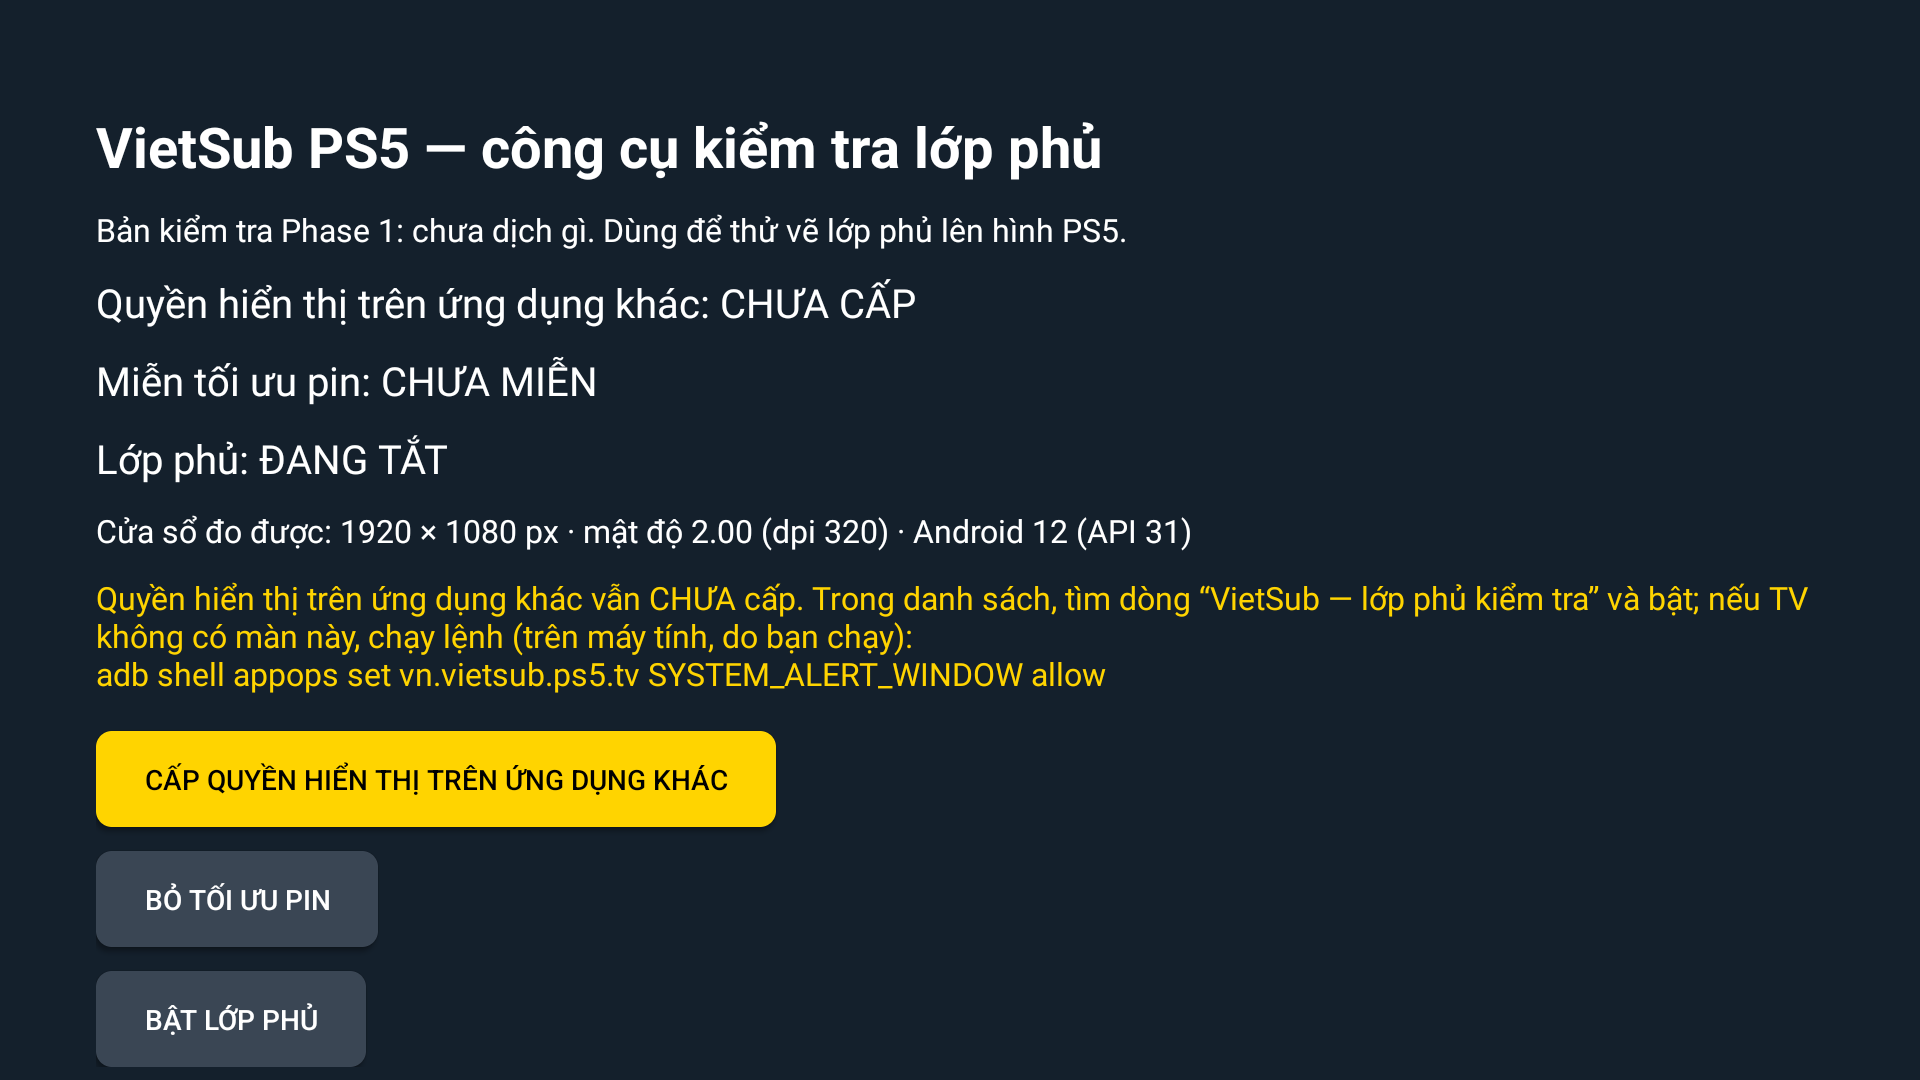 VietSub PS5 — công cụ kiểm tra lớp phủ
Bản kiểm tra Phase 1: chưa dịch gì. Dùng để thử vẽ lớp phủ lên hình PS5.
Quyền hiển thị trên ứng dụng khác: CHƯA CẤP
Miễn tối ưu pin: CHƯA MIỄN
Lớp phủ: ĐANG TẮT
Cửa sổ đo được: 1920 × 1080 px · mật độ 2.00 (dpi 320) · Android 12 (API 31)
Quyền hiển thị trên ứng dụng khác vẫn CHƯA cấp. Trong danh sách, tìm dòng “VietSub — lớp phủ kiểm tra” và bật; nếu TV
không có màn này, chạy lệnh (trên máy tính, do bạn chạy):
adb shell appops set vn.vietsub.ps5.tv SYSTEM_ALERT_WINDOW allow
CẤP QUYỀN HIỂN THỊ TRÊN ỨNG DỤNG KHÁC
BỎ TỐI ƯU PIN
BẬT LỚP PHỦ